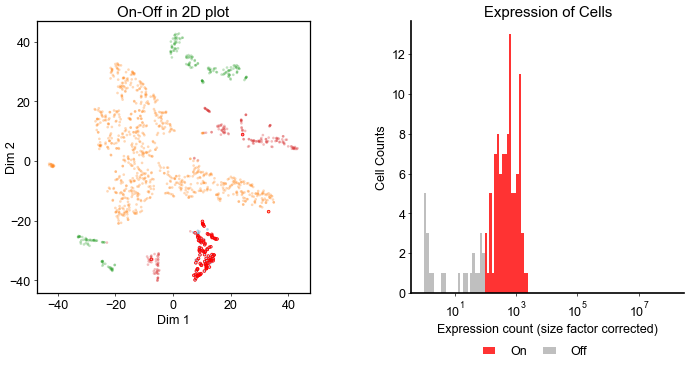 On-Off in 2D plot
40
20
0
−20
−40
Dim 2
−40 −20 0 20 40
Dim 1
Expression of Cells
12
10
8
6
4
2
0
Cell Counts
10^1 10^3 10^5 10^7
Expression count (size factor corrected)
On Off